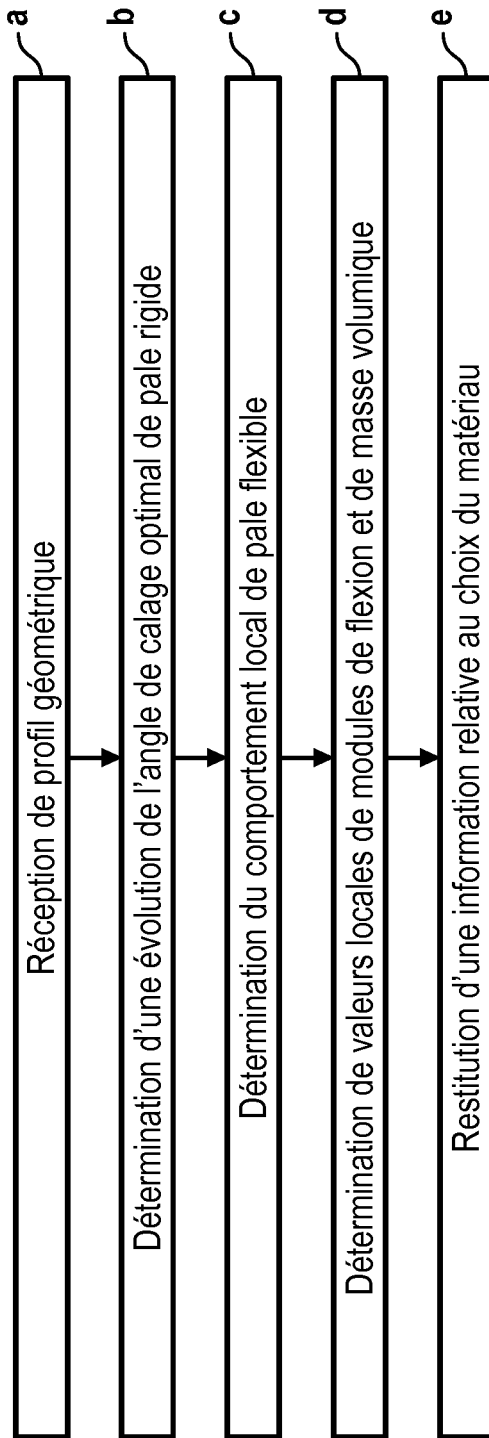 a
Réception de profil géométrique
b
Détermination d'une évolution de l'angle de calage optimal de pale rigide
c
Détermination du comportement local de pale flexible
d
Détermination de valeurs locales de modules de flexion et de masse volumique
e
Restitution d'une information relative au choix du matériau